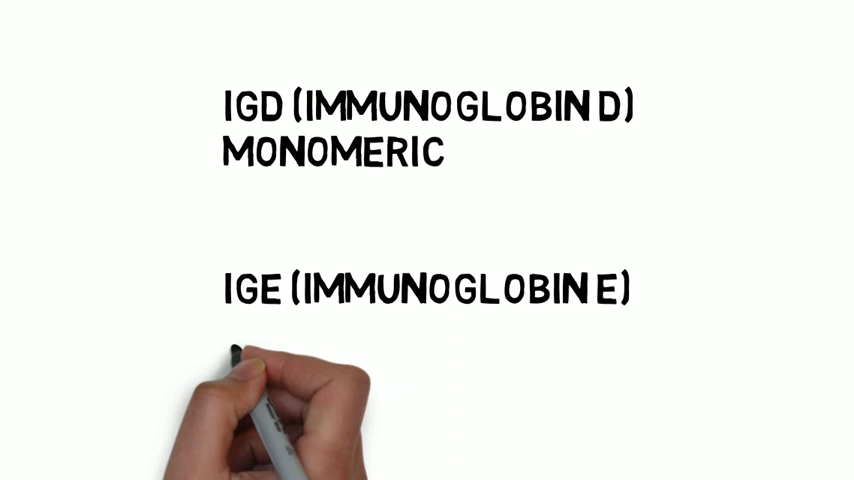 IGD (IMMUNOGLOBIN D)
MONOMERIC
IGE (IMMUNOGLOBIN E)